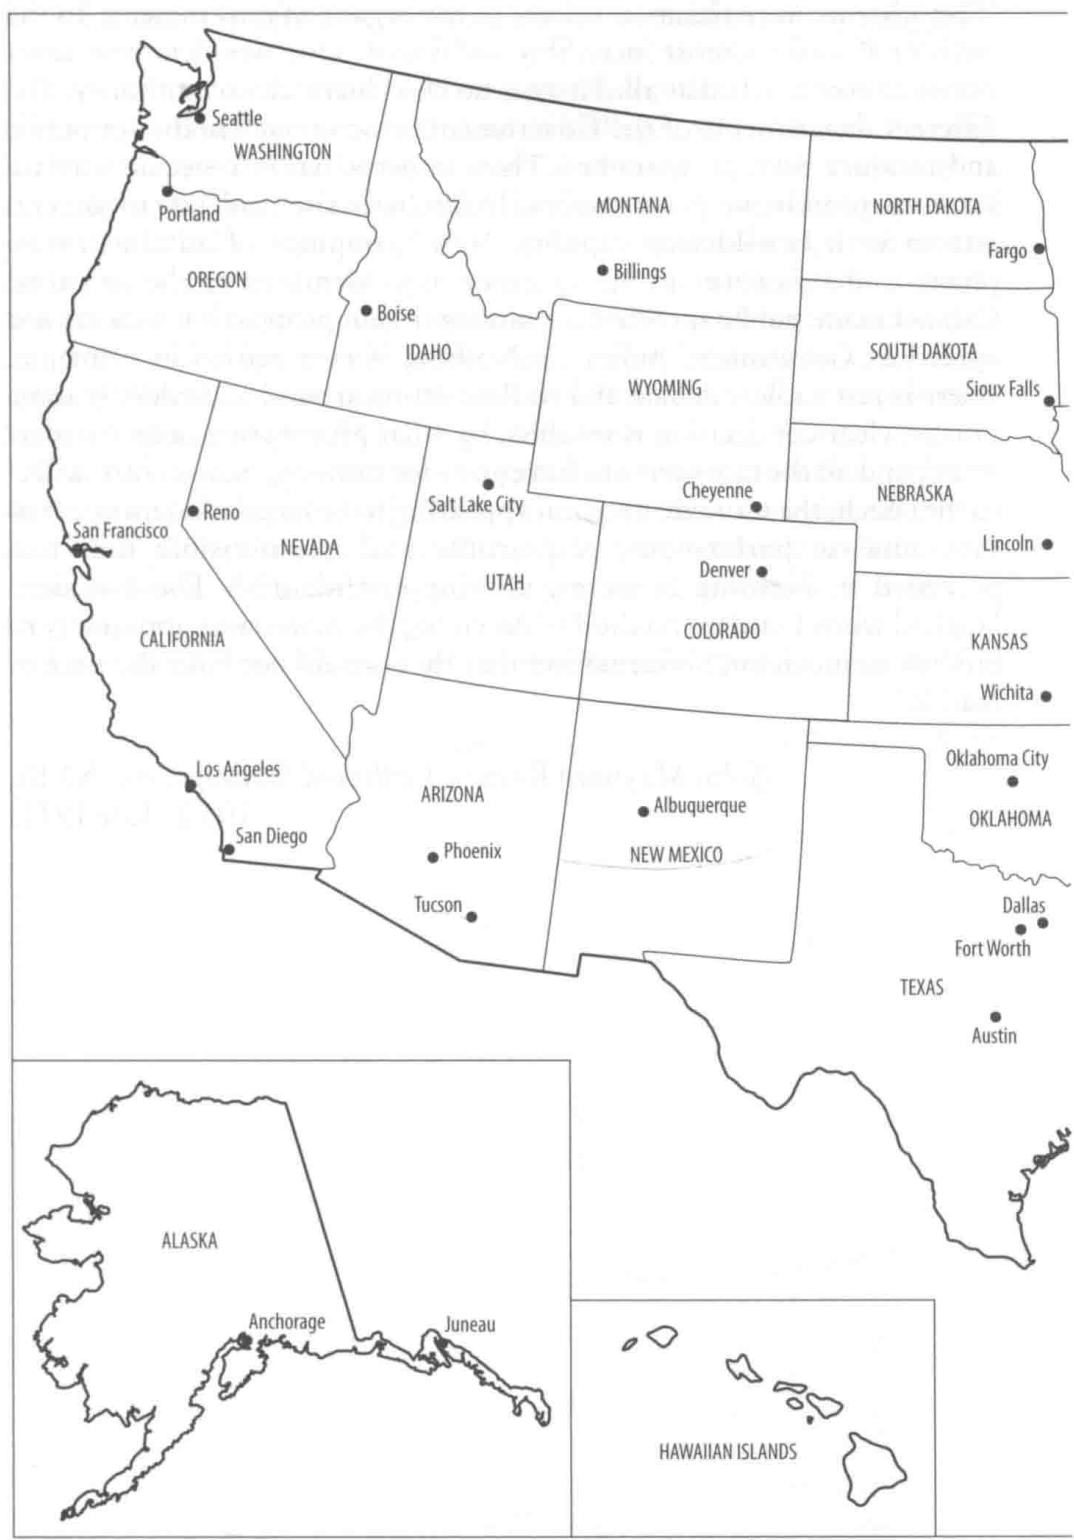 Seattle
WASHINGTON
Portland
OREGON
MONTANA
NORTH DAKOTA
Fargo
Billings
Boise
IDAHO
WYOMING
SOUTH DAKOTA
Sioux Falls
Salt Lake City
Cheyenne
NEBRASKA
Reno
San Francisco
NEVADA
UTAH
Denver
Lincoln
CALIFORNIA
COLORADO
KANSAS
Wichita
Los Angeles
San Diego
ARIZONA
Phoenix
Tucson
Albuquerque
NEW MEXICO
Oklahoma City
OKLAHOMA
Dallas
Fort Worth
TEXAS
Austin
ALASKA
Anchorage
Juneau
HAWAIIAN ISLANDS